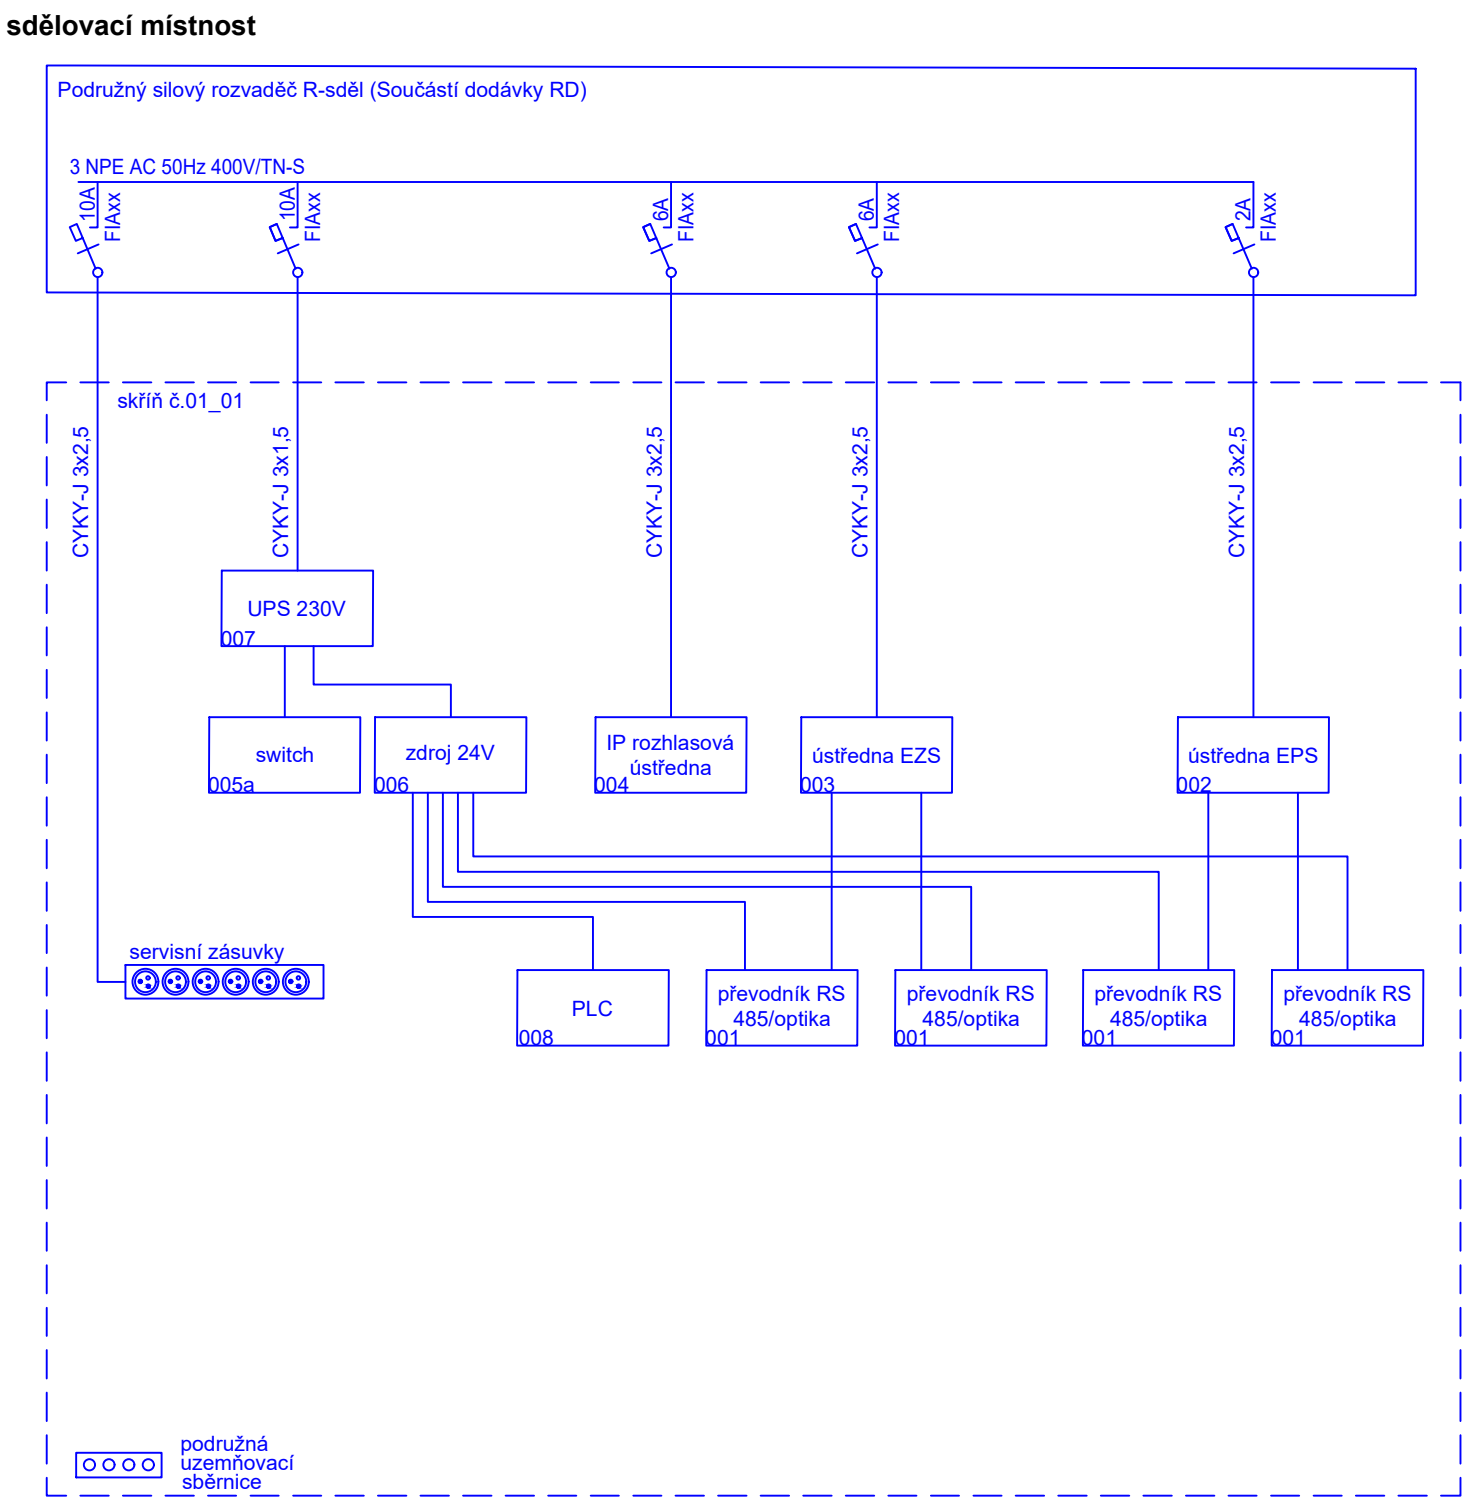 sdělovací místnost
Podružný silový rozvaděč R-sděl (Součástí dodávky RD)
3 NPE AC 50Hz 400V/TN-S
10A
FIAxx
10A
FIAxx
6A
FIAxx
6A
FIAxx
2A
FIAxx
skříň č.01_01
CYKY-J 3x2,5
CYKY-J 3x1,5
CYKY-J 3x2,5
CYKY-J 3x2,5
CYKY-J 3x2,5
UPS 230V
007
switch
005a
zdroj 24V
006
IP rozhlasová
ústředna
004
ústředna EZS
003
ústředna EPS
002
servisní zásuvky
PLC
008
převodník RS
485/optika
001
převodník RS
485/optika
001
převodník RS
485/optika
001
převodník RS
485/optika
001
podružná
uzemňovací
sběrnice